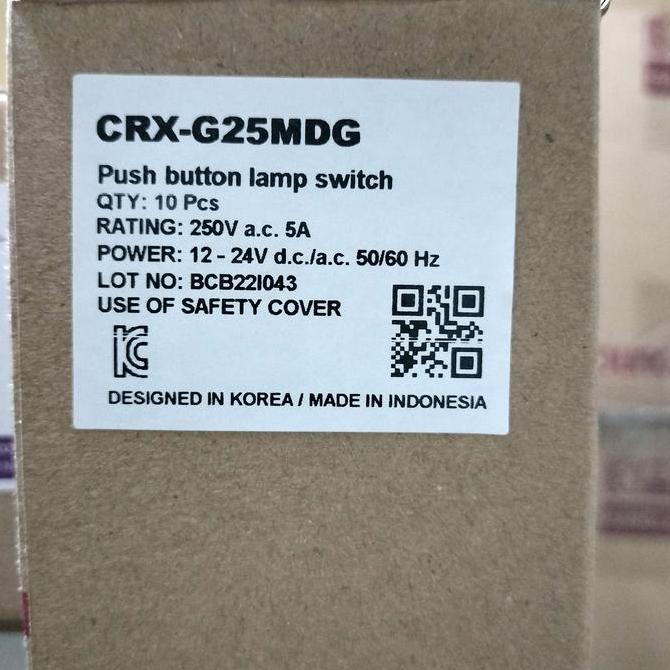 CRX-G25MDG
Push button lamp switch
QTY: 10 Pcs
RATING: 250V a.c. 5A
POWER: 12 - 24V d.c./a.c. 50/60 Hz
LOT NO: BCB22I043
USE OF SAFETY COVER
KC
DESIGNED IN KOREA / MADE IN INDONESIA